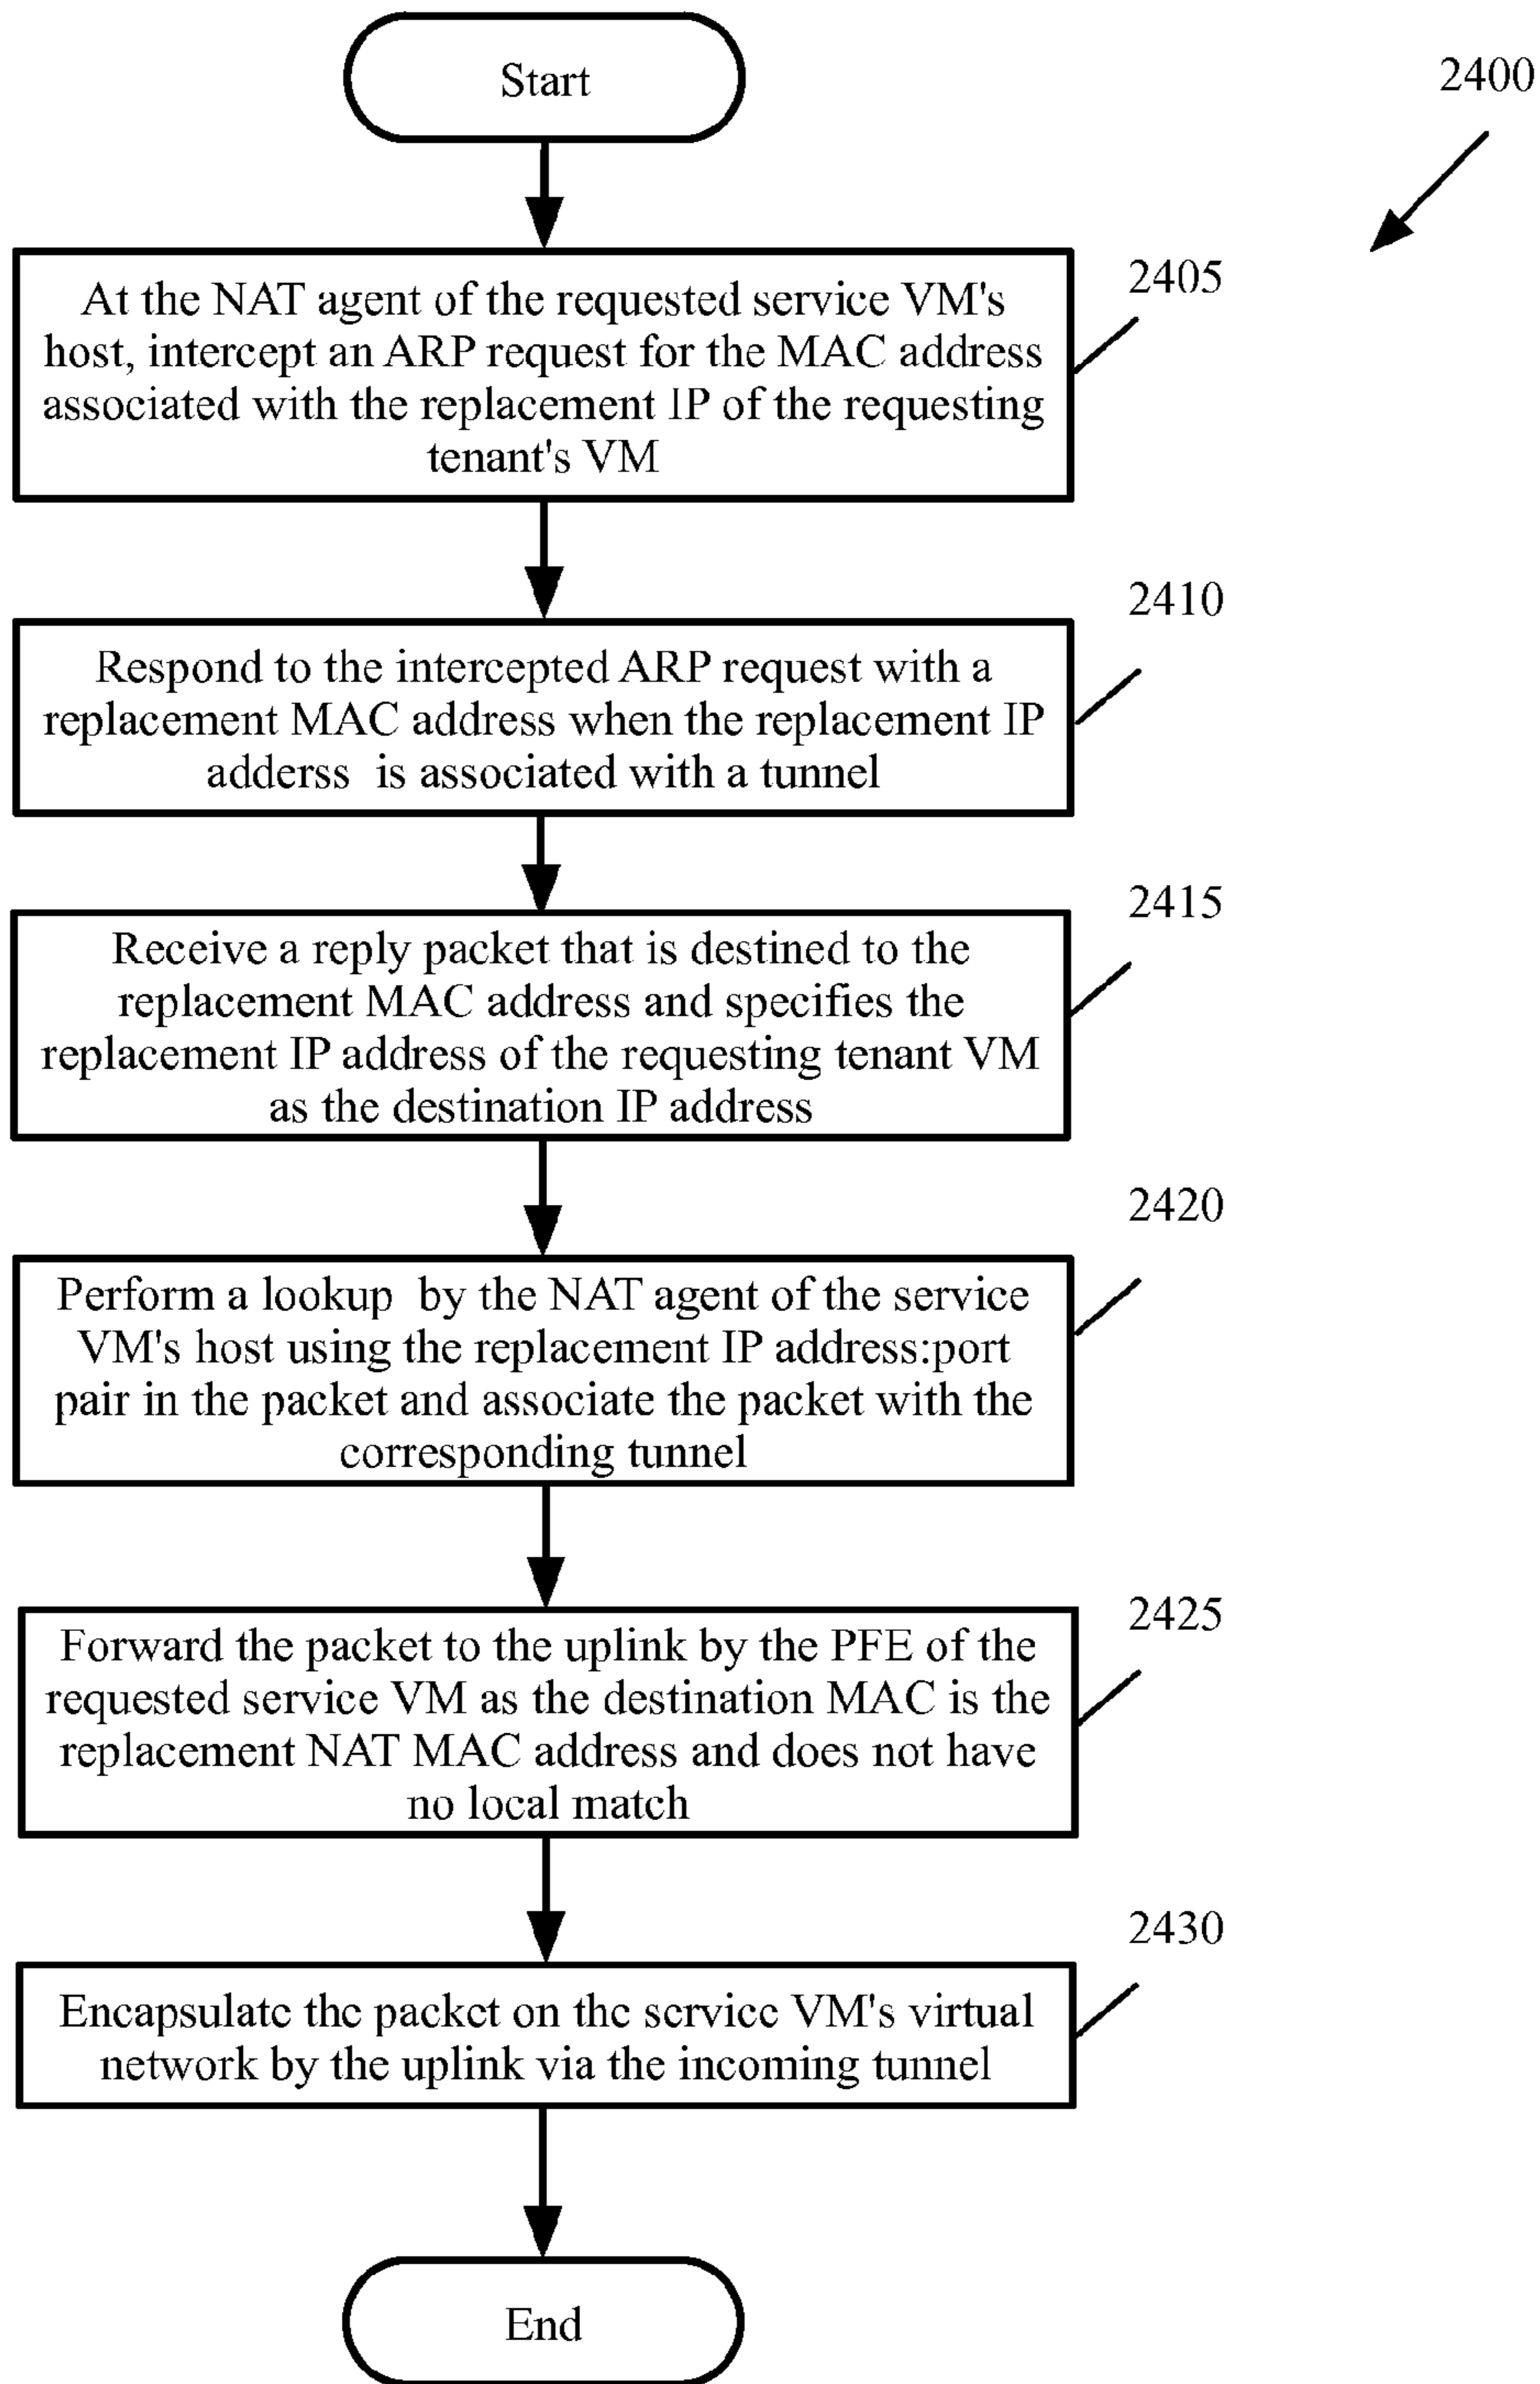 Start
2400
2405
At the NAT agent of the requested service VM's
host, intercept an ARP request for the MAC address
associated with the replacement IP of the requesting
tenant's VM
2410
Respond to the intercepted ARP request with a
replacement MAC address when the replacement IP
adderss is associated with a tunnel
2415
Receive a reply packet that is destined to the
replacement MAC address and specifies the
replacement IP address of the requesting tenant VM
as the destination IP address
2420
Perform a lookup by the NAT agent of the service
VM's host using the replacement IP address:port
pair in the packet and associate the packet with the
corresponding tunnel
2425
Forward the packet to the uplink by the PFE of the
requested service VM as the destination MAC is the
replacement NAT MAC address and does not have
no local match
2430
Encapsulate the packet on the service VM's virtual
network by the uplink via the incoming tunnel
End